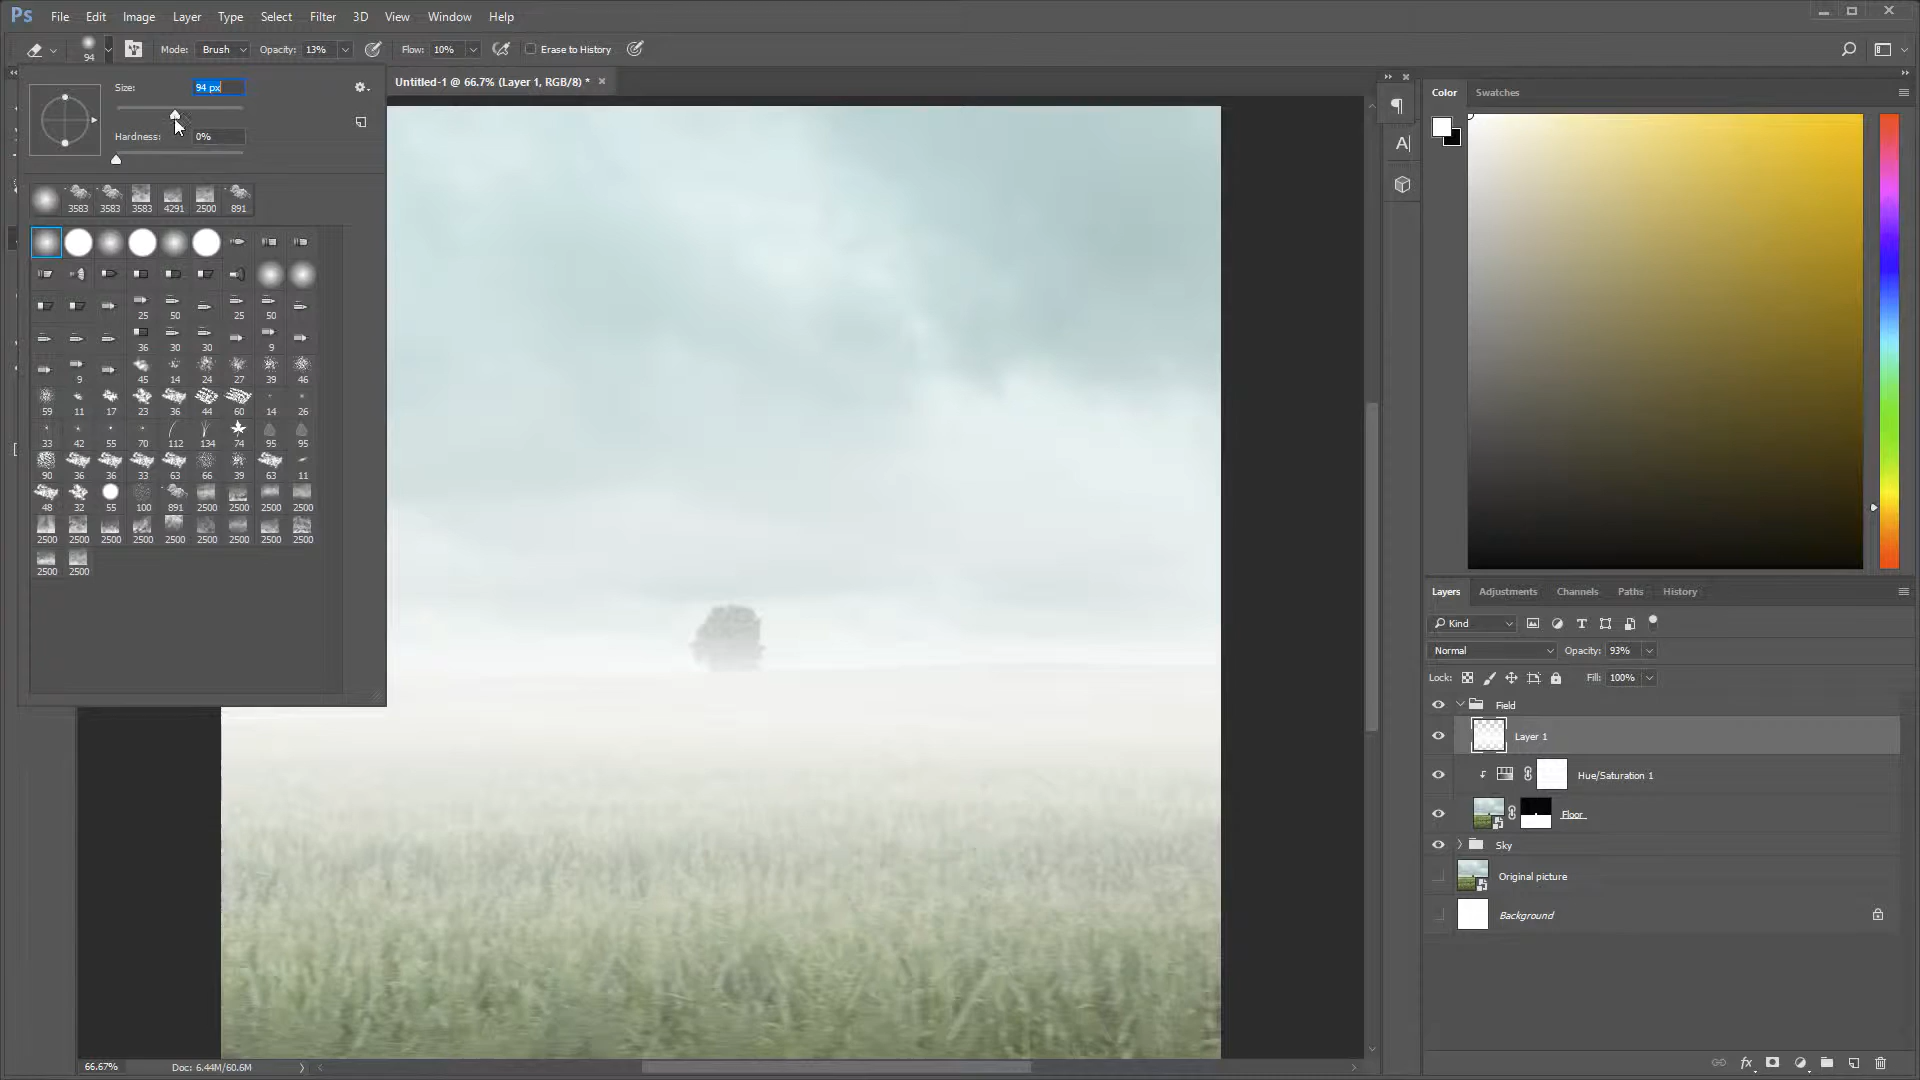 Ps File Edit Image Layer Type Select Filter 3D View Window Help
94 Mode: Brush Opacity: 13% Flow: 10% Erase to History
Size: 94 px
Hardness: 0%
Untitled-1 @ 66.7% (Layer 1, RGB/8) *
3583 3583 3583 4291 2500 891
25 50 25 50
36 30 30 9
9 45 14 24 27 39 46
59 11 17 23 36 44 60 14 26
33 42 55 70 112 134 74 95 95
90 36 36 33 63 66 39 63 11
48 32 55 100 891 2500 2500 2500 2500
2500 2500 2500 2500 2500 2500 2500 2500 2500
2500 2500
A
Color Swatches
Layers Adjustments Channels Paths History
Kind T
Normal Opacity: 93%
Lock: Fill: 100%
Field
Layer 1
Hue/Saturation 1
Floor
Sky
Original picture
Background
fx
66.67% Doc: 6.44M/60.6M